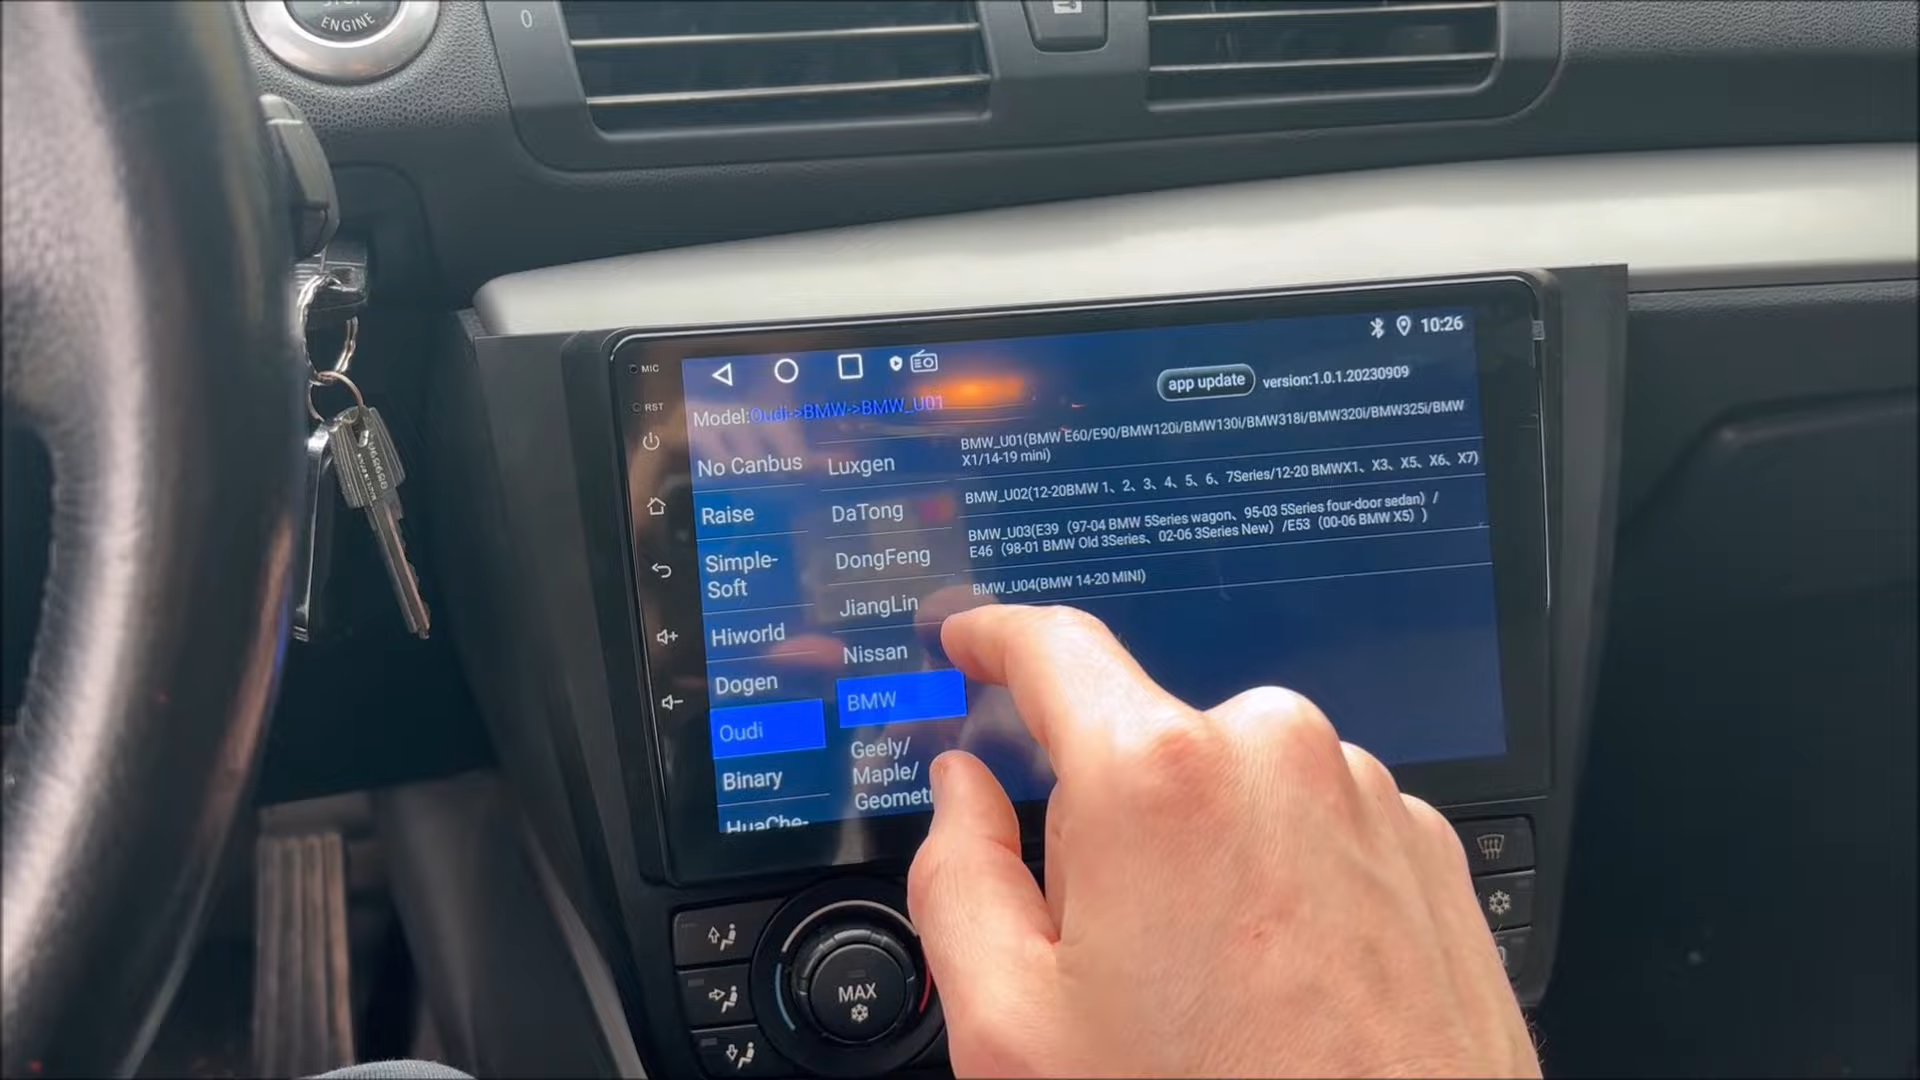 STOP
ENGINE
0
MIC
RST
10:26
app update
version:1.0.1.20230909
Model:Oudi->BMW->BMW_U01
No Canbus
Raise
Simple-
Soft
Hiworld
Dogen
Oudi
Binary
HuaChe-
Luxgen
DaTong
DongFeng
JiangLin
Nissan
BMW
Geely/
Maple/
BMW_U01(BMW E60/E90/BMW120i/BMW130i/BMW318i/BMW320i/BMW325i/BMW
X1/14-19 mini)
BMW_U02(12-20BMW 1、2、3、4、5、6、7Series/12-20 BMWX1、X3、X5、X6、X7)
BMW_U03(E39（97-04 BMW 5Series wagon、95-03 5Series four-door sedan）/
E46（98-01 BMW Old 3Series、02-06 3Series New）/E53（00-06 BMW X5）)
BMW_U04(BMW 14-20 MINI)
MAX